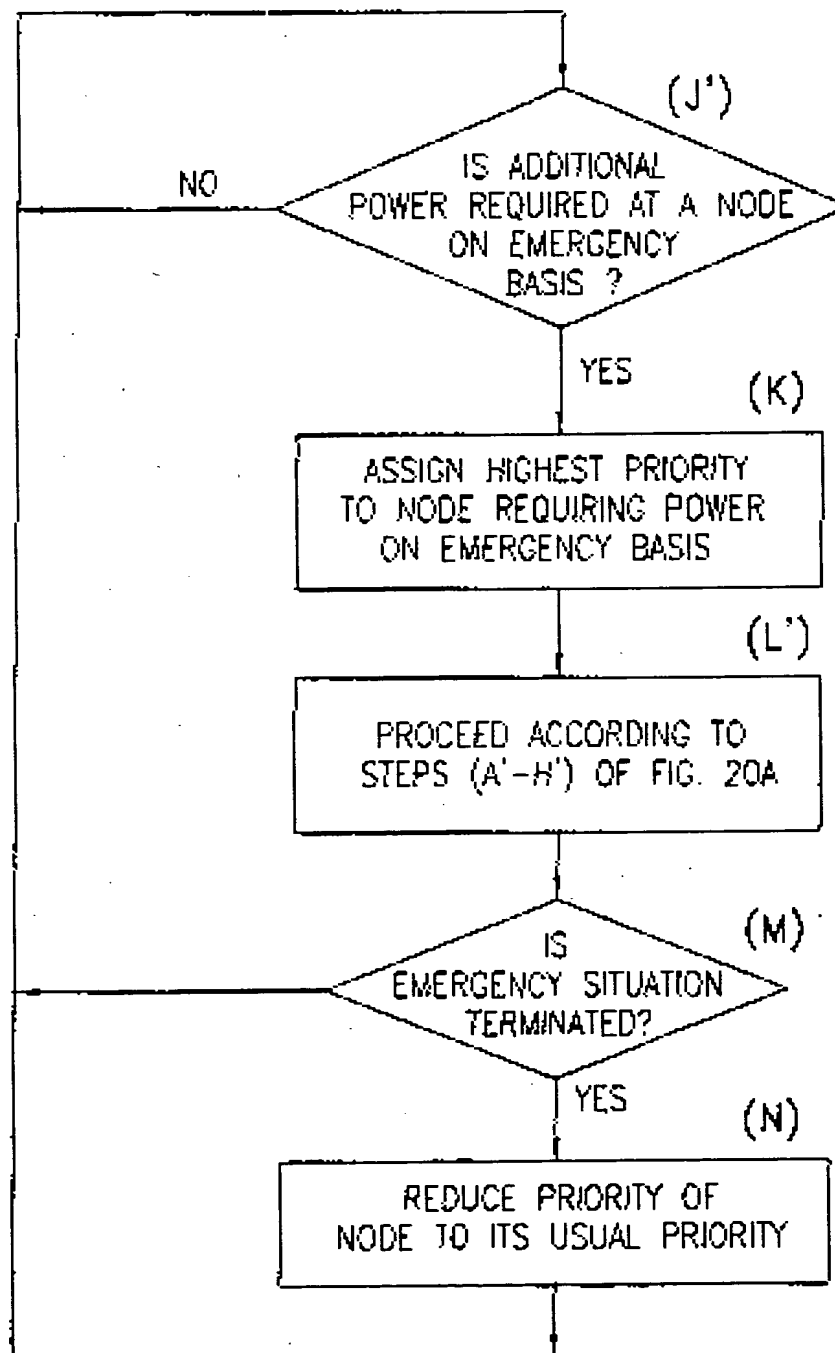 (J')
IS ADDITIONAL
POWER REQUIRED AT A NODE
ON EMERGENCY
BASIS ?
NO
YES
(K)
ASSIGN HIGHEST PRIORITY
TO NODE REQUIRING POWER
ON EMERGENCY BASIS
(L')
PROCEED ACCORDING TO
STEPS (A'-H') OF FIG. 20A
(M)
IS
EMERGENCY SITUATION
TERMINATED?
YES
(N)
REDUCE PRIORITY OF
NODE TO ITS USUAL PRIORITY